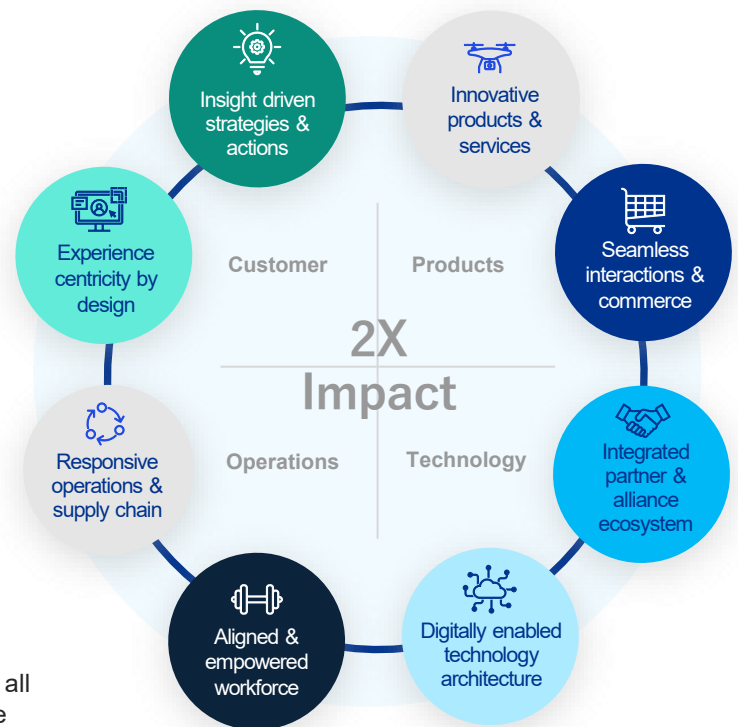 Insight driven
strategies &
actions
Innovative
products &
services
Experience
centricity by
design
Seamless
interactions &
commerce
Customer
Products
2X
Impact
Operations
Technology
Responsive
operations &
supply chain
Integrated
partner &
alliance
ecosystem
Aligned &
empowered
workforce
Digitally enabled
technology
architecture
all